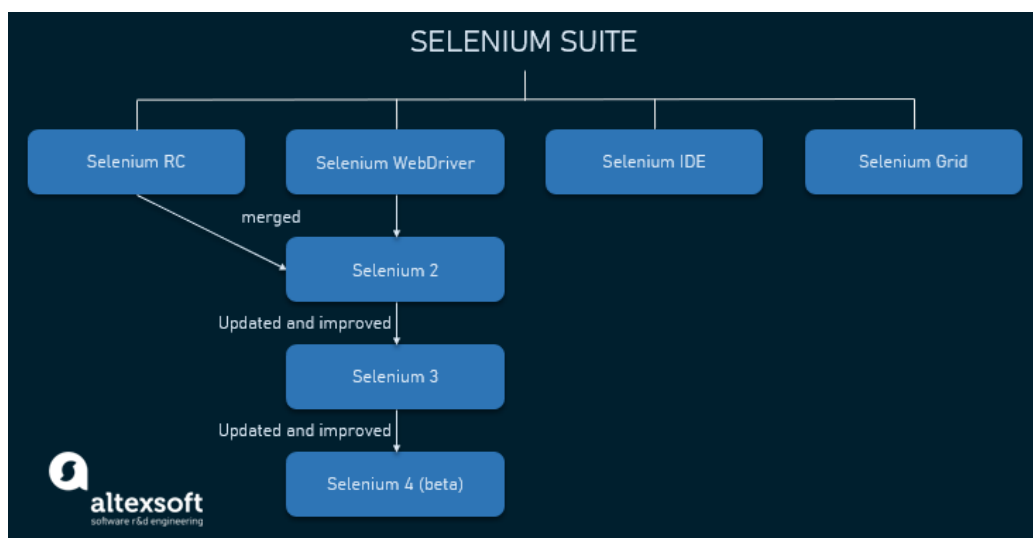 SELENIUM SUITE
Selenium RC
Selenium WebDriver
Selenium IDE
Selenium Grid
merged
Selenium 2
Updated and improved
Selenium 3
Updated and improved
Selenium 4 (beta)
altexsoft
software r&d engineering